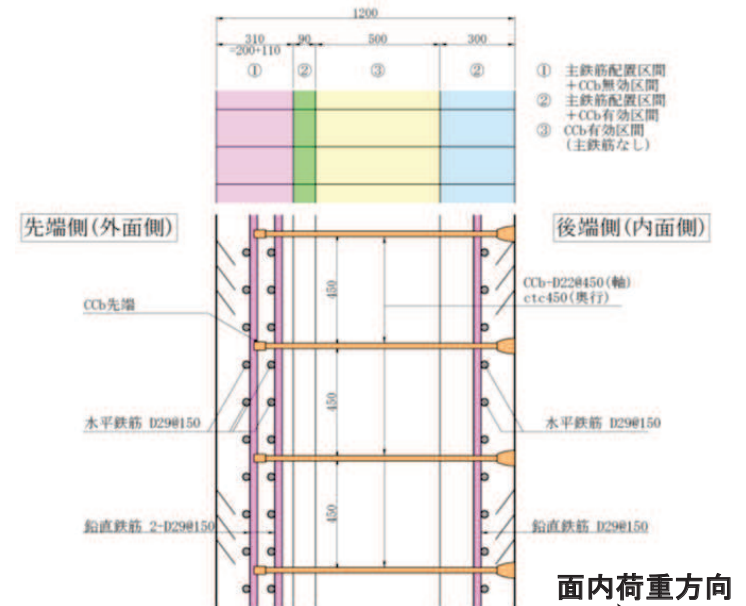 1200
310 90 500 300
=200+110
① ② ③ ②
① 主鉄筋配置区間
+CCb無効区間
② 主鉄筋配置区間
+CCb有効区間
③ CCb有効区間
(主鉄筋なし)
先端側(外面側)
後端側(内面側)
CCb-D22@450(軸)
ctc450(奥行)
CCb先端
450
450
450
水平鉄筋 D29@150
水平鉄筋 D29@150
鉛直鉄筋 2-D29@150
鉛直鉄筋 D29@150
面内荷重方向